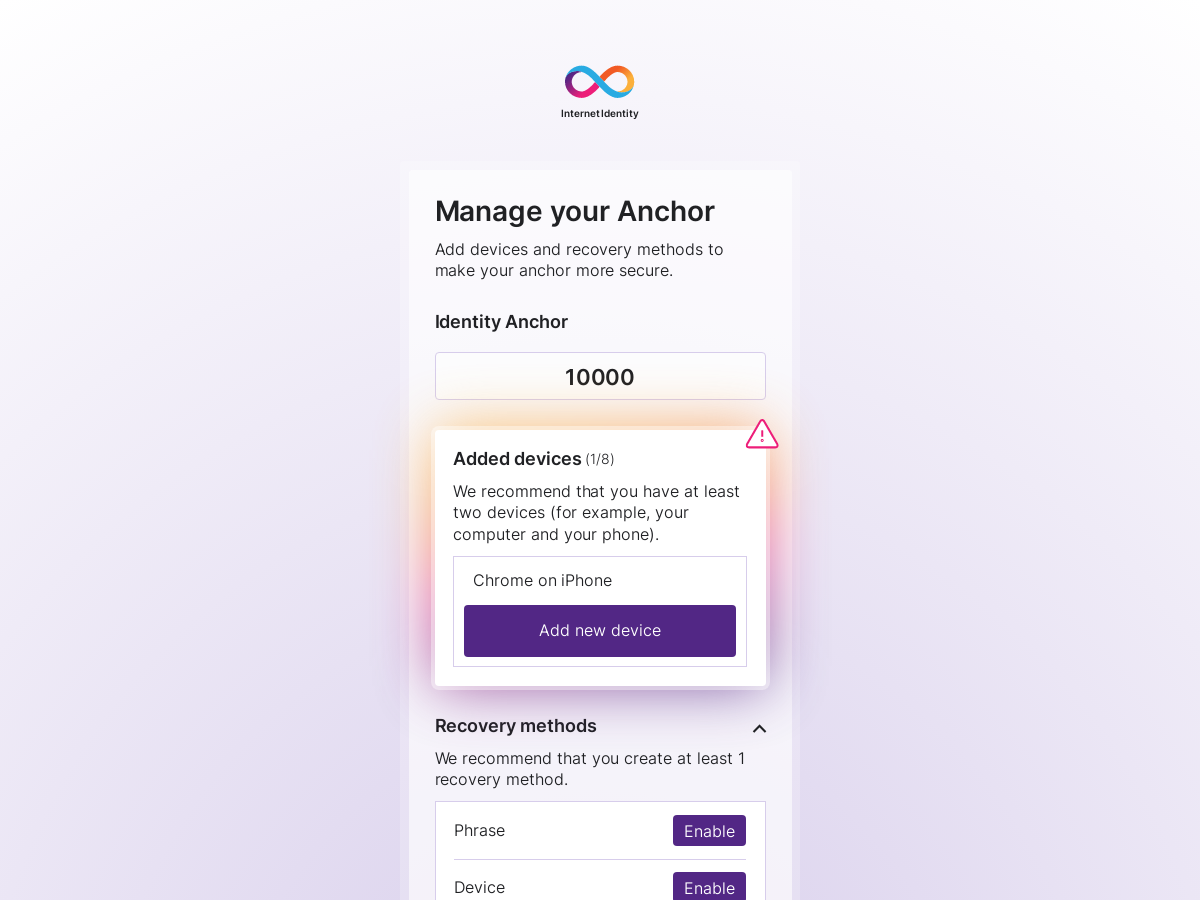 Internet Identity
Manage your Anchor
Add devices and recovery methods to
make your anchor more secure.
Identity Anchor
10000
Added devices (1/8)
We recommend that you have at least
two devices (for example, your
computer and your phone).
Chrome on iPhone
Add new device
Recovery methods
We recommend that you create at least 1
recovery method.
Phrase Enable
Device Enable